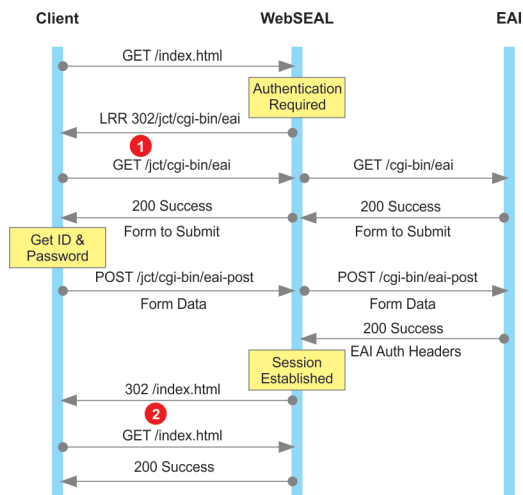 Client
WebSEAL
EAI
GET /index.html
Authentication
Required
LRR 302/jct/cgi-bin/eai
1
GET /jct/cgi-bin/eai
GET /cgi-bin/eai
200 Success
200 Success
Form to Submit
Form to Submit
Get ID &
Password
POST /jct/cgi-bin/eai-post
POST /cgi-bin/eai-post
Form Data
Form Data
200 Success
EAI Auth Headers
Session
Established
302 /index.html
2
GET /index.html
200 Success